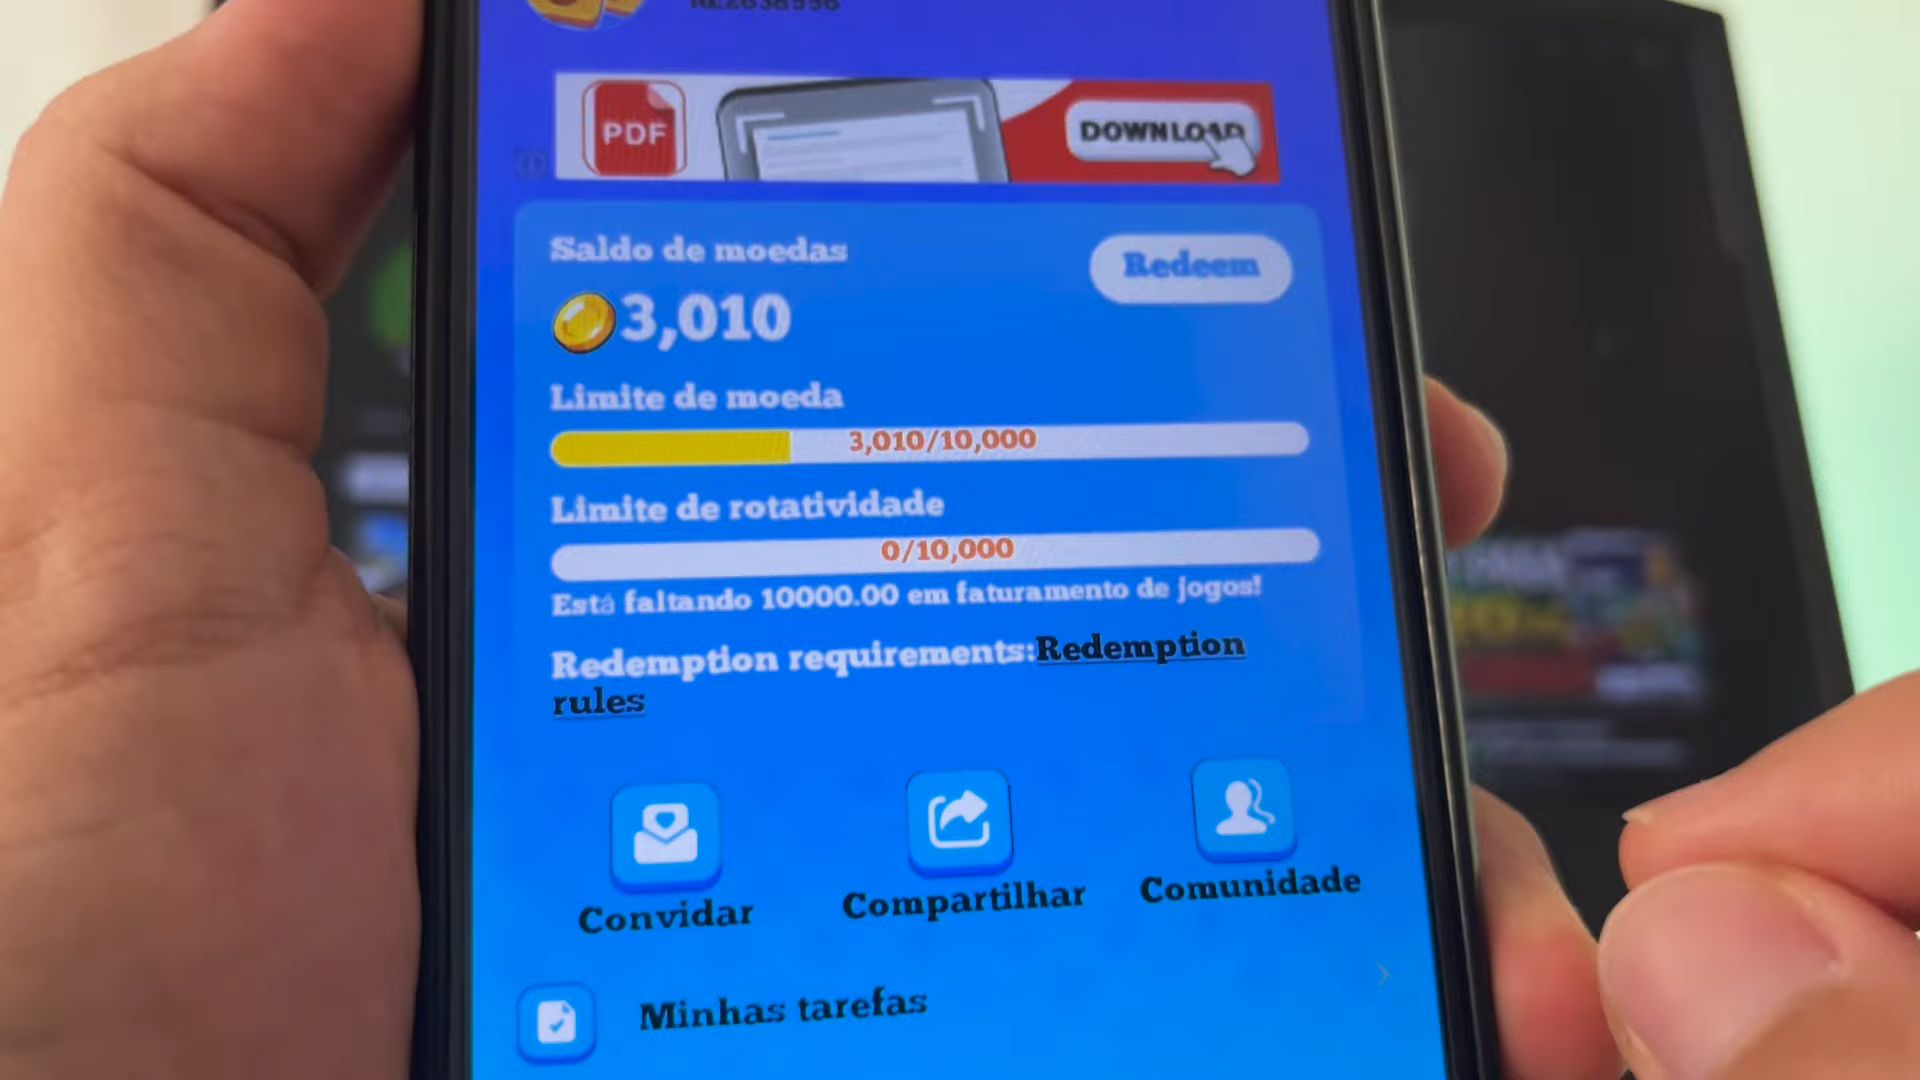 PDF
DOWNLOAD
Saldo de moedas
Redeem
3,010
Limite de moeda
3,010/10,000
Limite de rotatividade
0/10,000
Está faltando 10000.00 em faturamento de jogos!
Redemption requirements:Redemption
rules
Convidar
Compartilhar
Comunidade
Minhas tarefas